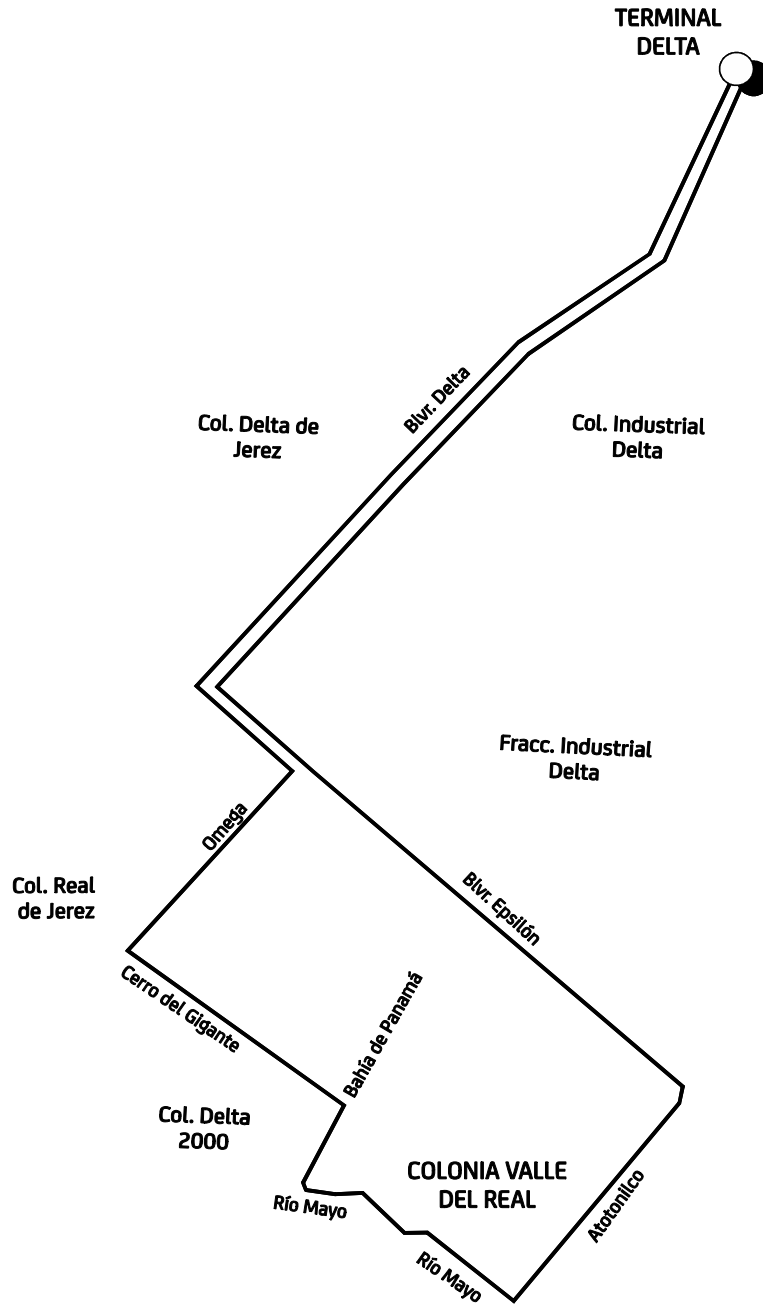 TERMINAL
DELTA
Blvr. Delta
Col. Delta de
Jerez
Col. Industrial
Delta
Fracc. Industrial
Delta
Omega
Col. Real
de Jerez
Blvr. Epsilón
Cerro del Gigante
Bahía de Panamá
Col. Delta
2000
COLONIA VALLE
DEL REAL
Atotonilco
Río Mayo
Río Mayo